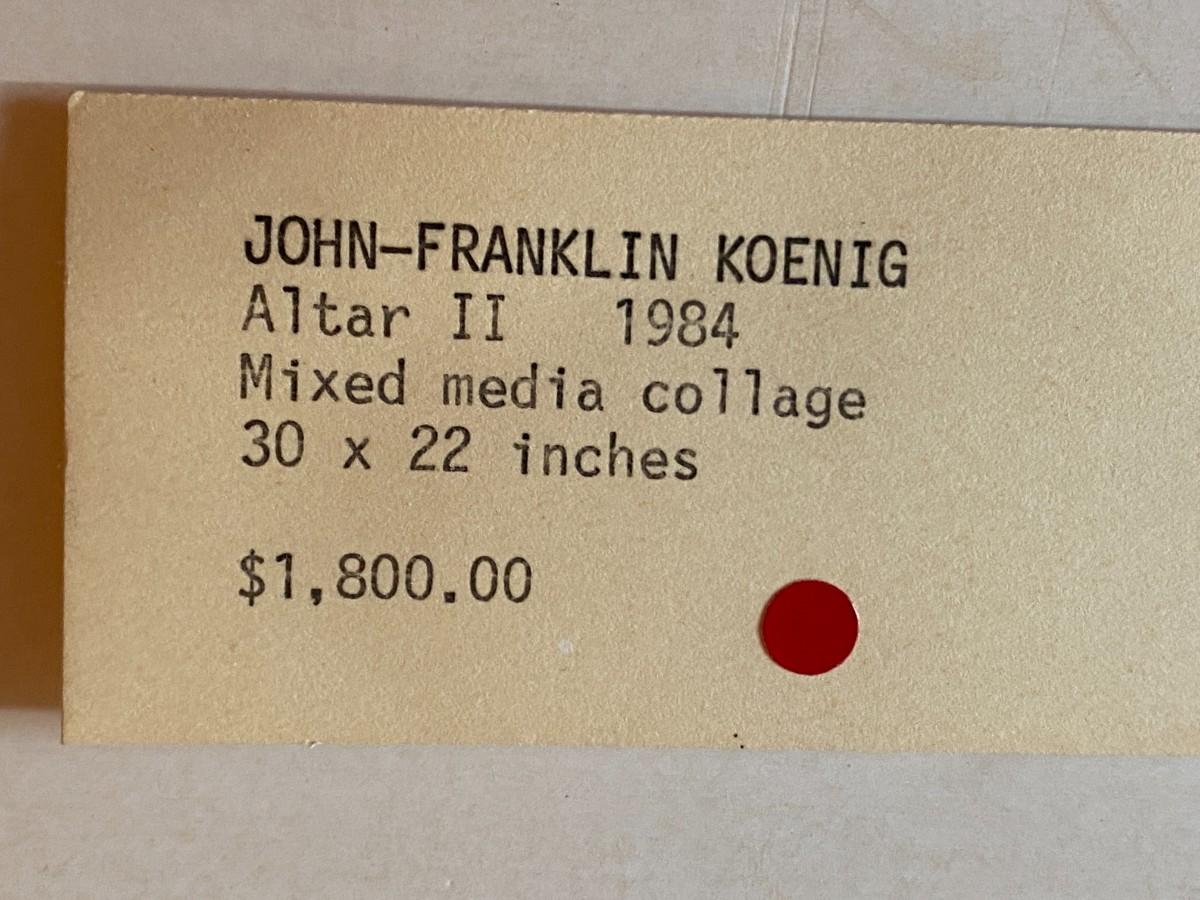 JOHN-FRANKLIN KOENIG
Altar II 1984
Mixed media collage
30 x 22 inches
$1,800.00